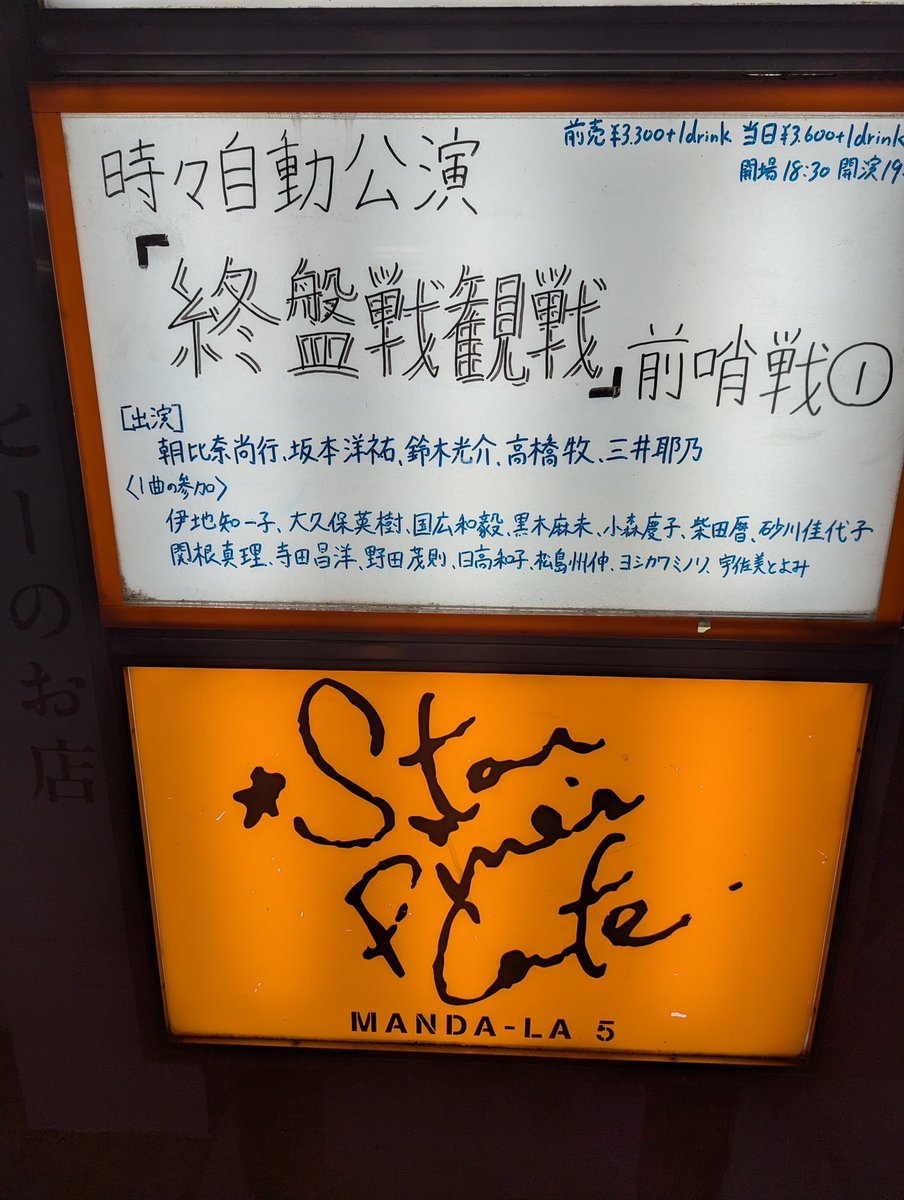 前売¥3.300+1drink 当日¥3.600+1drink
開場18:30 開演19:
時々自動公演
『終盤戦観戦』前哨戦①
[出演]
朝比奈尚行、坂本洋祐、鈴木光介、高橋牧、三井耶乃
〈1曲の参加〉
伊地知一子、大久保英樹、国広和毅、黒木麻未、小森慶子、柴田暦、砂川佳代子
関根真理、寺田昌洋、野田茂則、日高和子、松島州伸、ヨシカワミノリ、宇佐美とよみ
ヒーのお店
Star
Pine's
Cafe
MANDA-LA 5